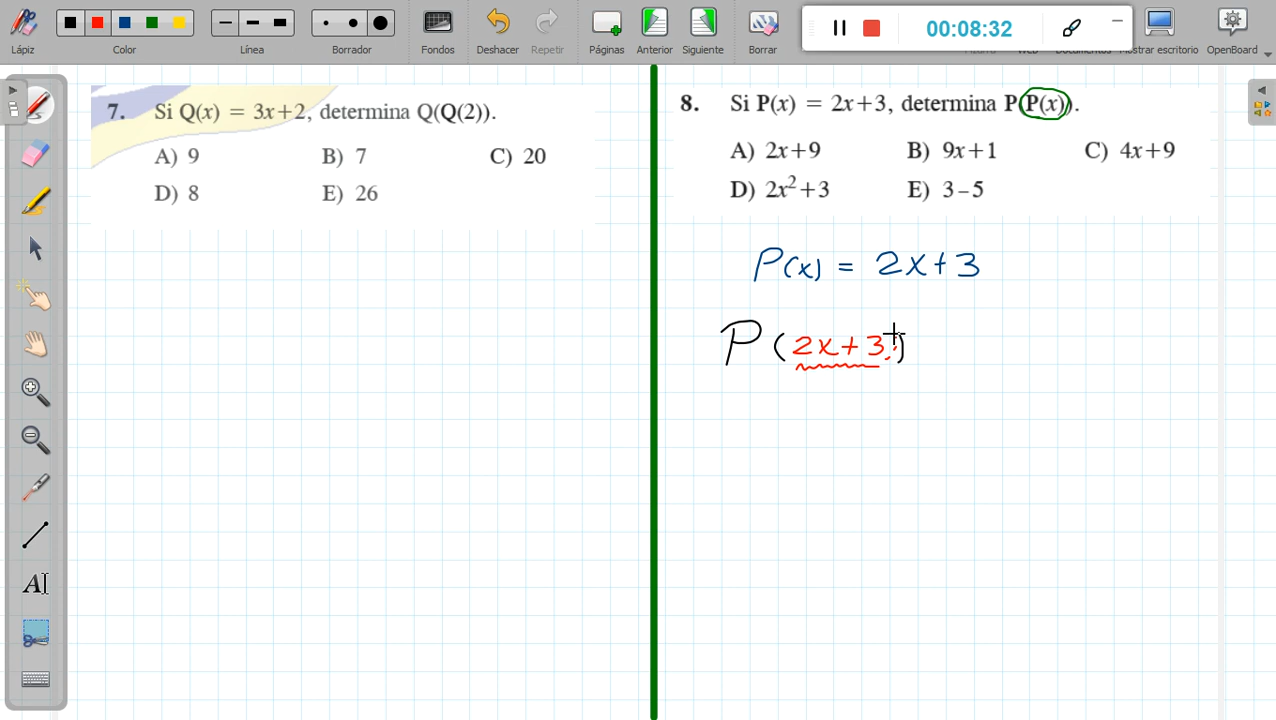 Lápiz Color Línea Borrador Fondos Deshacer Repetir Páginas Anterior Siguiente Borrar 00:08:32 Mostrar escritorio OpenBoard
7. Si Q(x) = 3x+2, determina Q(Q(2)).
A) 9 B) 7 C) 20
D) 8 E) 26
8. Si P(x) = 2x+3, determina P(P(x)).
A) 2x+9 B) 9x+1 C) 4x+9
D) 2x²+3 E) 3–5
P(x) = 2x+3
P(2x+3)